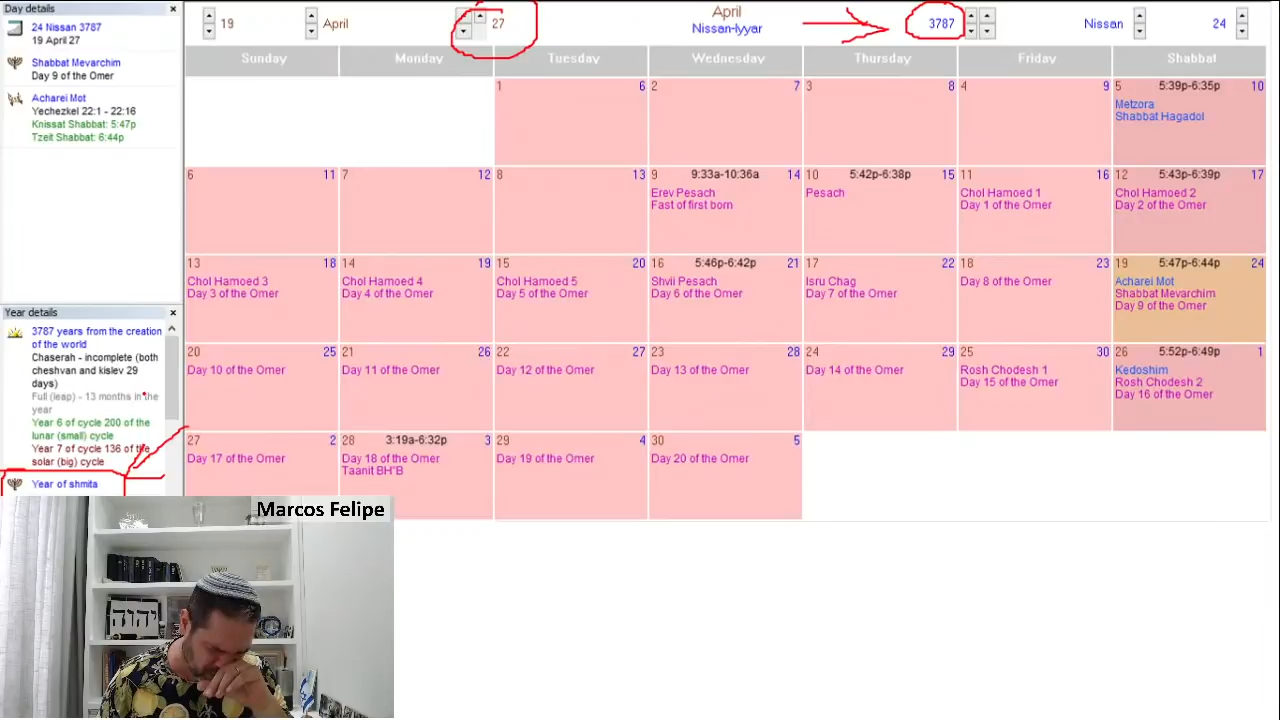 Day details
24 Nissan 3787
19 April 27
Shabbat Mevarchim
Day 9 of the Omer
Acharei Mot
Yechezkel 22:1 - 22:16
Knissat Shabbat: 5:47p
Tzeit Shabbat: 6:44p
Year details
3787 years from the creation
of the world
Chaserah - incomplete (both
cheshvan and kislev 29
days)
Full (leap) - 13 months in the
year
Year 6 of cycle 200 of the
lunar (small) cycle
Year 7 of cycle 136 of the
solar (big) cycle
Year of shmita
19 April 27 April 3787 Nissan 24
Nissan-Iyyar
Sunday Monday Tuesday Wednesday Thursday Friday Shabbat
1 6 2 7 3 8 4 9 5 5:39p-6:35p 10
Metzora
Shabbat Hagadol
6 11 7 12 8 13 9 9:33a-10:36a 14 10 5:42p-6:38p 15 11 16 12 5:43p-6:39p 17
Erev Pesach Pesach Chol Hamoed 1 Chol Hamoed 2
Fast of first born Day 1 of the Omer Day 2 of the Omer
13 18 14 19 15 20 16 5:46p-6:42p 21 17 22 18 23 19 5:47p-6:44p 24
Chol Hamoed 3 Chol Hamoed 4 Chol Hamoed 5 Shvii Pesach Isru Chag Day 8 of the Omer Acharei Mot
Day 3 of the Omer Day 4 of the Omer Day 5 of the Omer Day 6 of the Omer Day 7 of the Omer Shabbat Mevarchim
Day 9 of the Omer
20 25 21 26 22 27 23 28 24 29 25 30 26 5:52p-6:49p 1
Day 10 of the Omer Day 11 of the Omer Day 12 of the Omer Day 13 of the Omer Day 14 of the Omer Rosh Chodesh 1 Kedoshim
Day 15 of the Omer Rosh Chodesh 2
Day 16 of the Omer
27 2 28 3:19a-6:32p 3 29 4 30 5
Day 17 of the Omer Day 18 of the Omer Day 19 of the Omer Day 20 of the Omer
Taanit BH"B
Marcos Felipe
יהוה